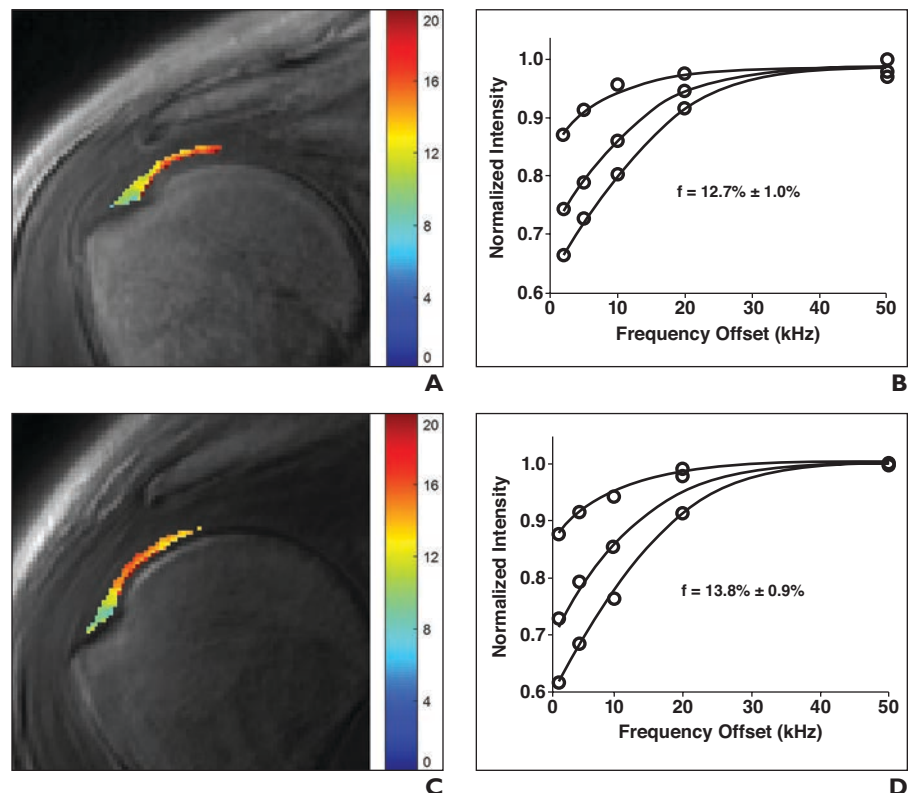 20
16
12
8
4
0
A
1.0
0.9
0.8
0.7
0.6
Normalized Intensity
f = 12.7% ± 1.0%
0 10 20 30 40 50
Frequency Offset (kHz)
B
20
16
12
8
4
0
C
1.0
0.9
0.8
0.7
0.6
Normalized Intensity
f = 13.8% ± 0.9%
0 10 20 30 40 50
Frequency Offset (kHz)
D